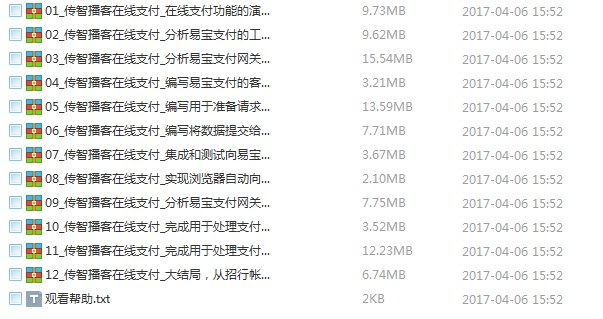 01_传智播客在线支付_在线支付功能的演... 9.73MB 2017-04-06 15:52
02_传智播客在线支付_分析易宝支付的工... 9.62MB 2017-04-06 15:52
03_传智播客在线支付_分析易宝支付网关... 15.54MB 2017-04-06 15:52
04_传智播客在线支付_编写易宝支付的客... 3.21MB 2017-04-06 15:52
05_传智播客在线支付_编写用于准备请求... 13.59MB 2017-04-06 15:52
06_传智播客在线支付_编写将数据提交给... 7.71MB 2017-04-06 15:52
07_传智播客在线支付_集成和测试向易宝... 3.67MB 2017-04-06 15:52
08_传智播客在线支付_实现浏览器自动向... 2.10MB 2017-04-06 15:52
09_传智播客在线支付_分析易宝支付网关... 7.75MB 2017-04-06 15:52
10_传智播客在线支付_完成用于处理支付... 3.52MB 2017-04-06 15:52
11_传智播客在线支付_完成用于处理支付... 12.23MB 2017-04-06 15:52
12_传智播客在线支付_大结局，从招行帐... 6.74MB 2017-04-06 15:52
T 观看帮助.txt 2KB 2017-04-06 15:52